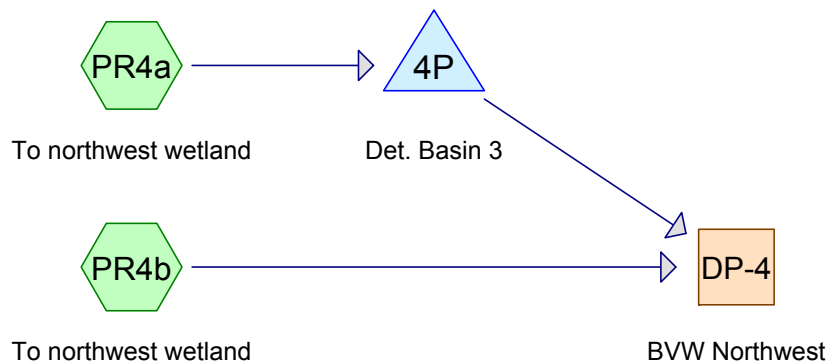 PR4a
4P
To northwest wetland
Det. Basin 3
PR4b
DP-4
To northwest wetland
BVW Northwest